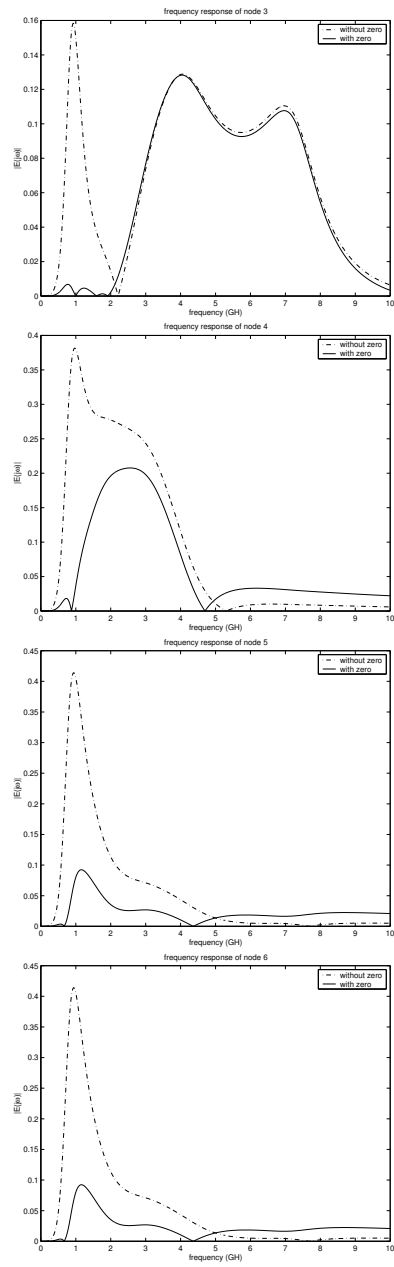 frequency response of node 3
without zero
with zero
0.16
0.14
0.12
0.1
0.08
0.06
0.04
0.02
0
|E(jω)|
0 1 2 3 4 5 6 7 8 9 10
frequency (GH)
frequency response of node 4
without zero
with zero
0.4
0.35
0.3
0.25
0.2
0.15
0.1
0.05
0
|E(jω)|
0 1 2 3 4 5 6 7 8 9 10
frequency (GH)
frequency response of node 5
without zero
with zero
0.45
0.4
0.35
0.3
0.25
0.2
0.15
0.1
0.05
0
|E(jω)|
0 1 2 3 4 5 6 7 8 9 10
frequency (GH)
frequency response of node 6
without zero
with zero
0.45
0.4
0.35
0.3
0.25
0.2
0.15
0.1
0.05
0
|E(jω)|
0 1 2 3 4 5 6 7 8 9 10
frequency (GH)